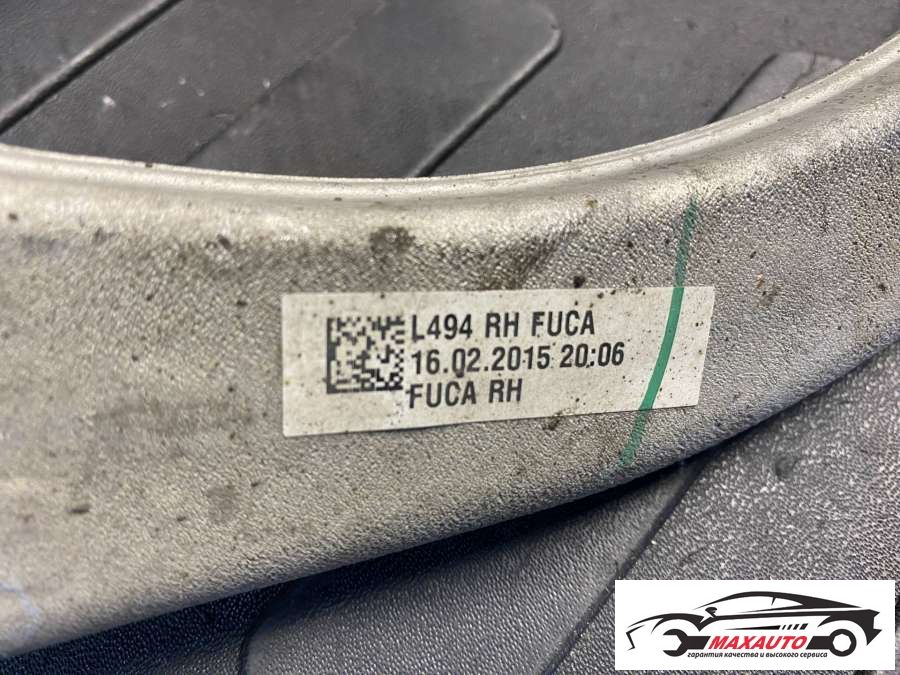 L494 RH FUCA
16.02.2015 20:06
FUCA RH
MAXAUTO
гарантия качества и высокого сервиса